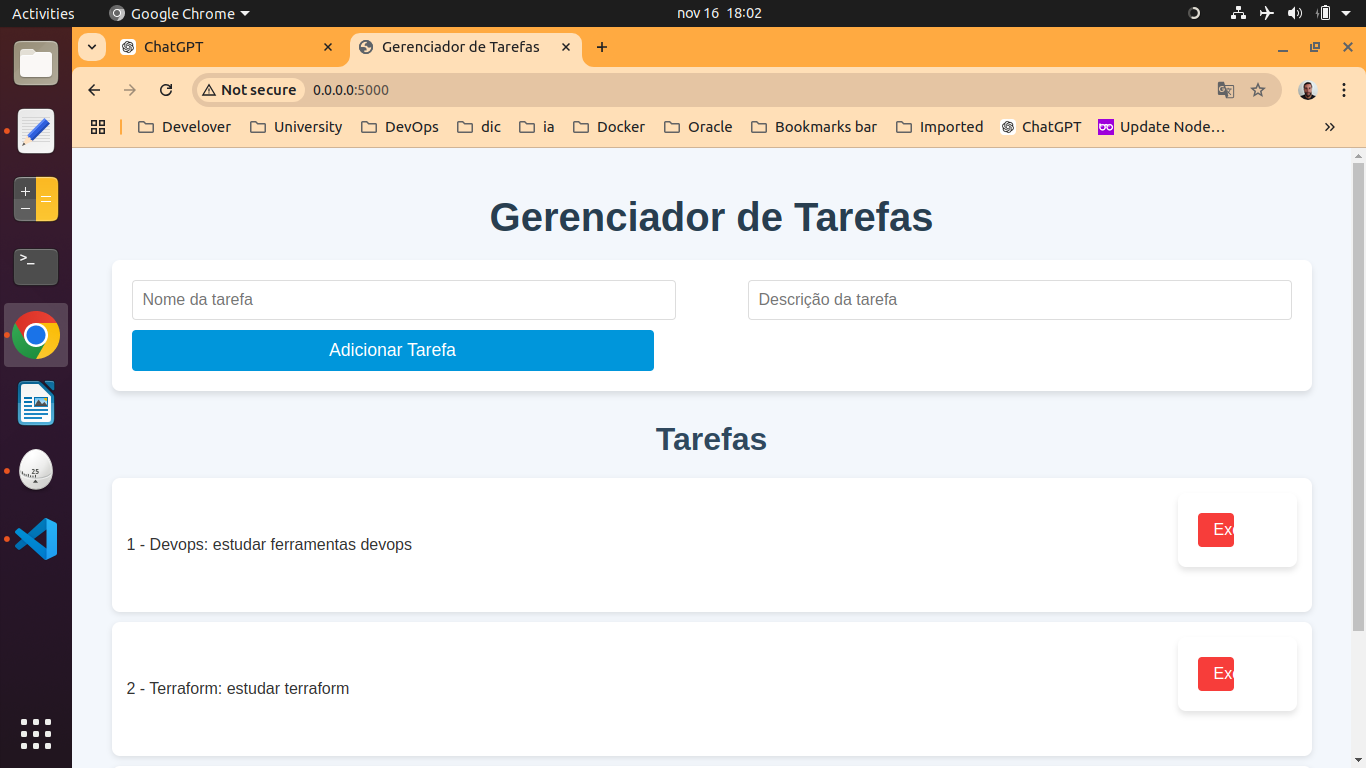 Activities Google Chrome nov 16 18:02
ChatGPT Gerenciador de Tarefas
Not secure 0.0.0.0:5000
Develover University DevOps dic ia Docker Oracle Bookmarks bar Imported ChatGPT Update Node...
Gerenciador de Tarefas
Nome da tarefa Descrição da tarefa
Adicionar Tarefa
Tarefas
1 - Devops: estudar ferramentas devops
Exc
2 - Terraform: estudar terraform
Exc
25